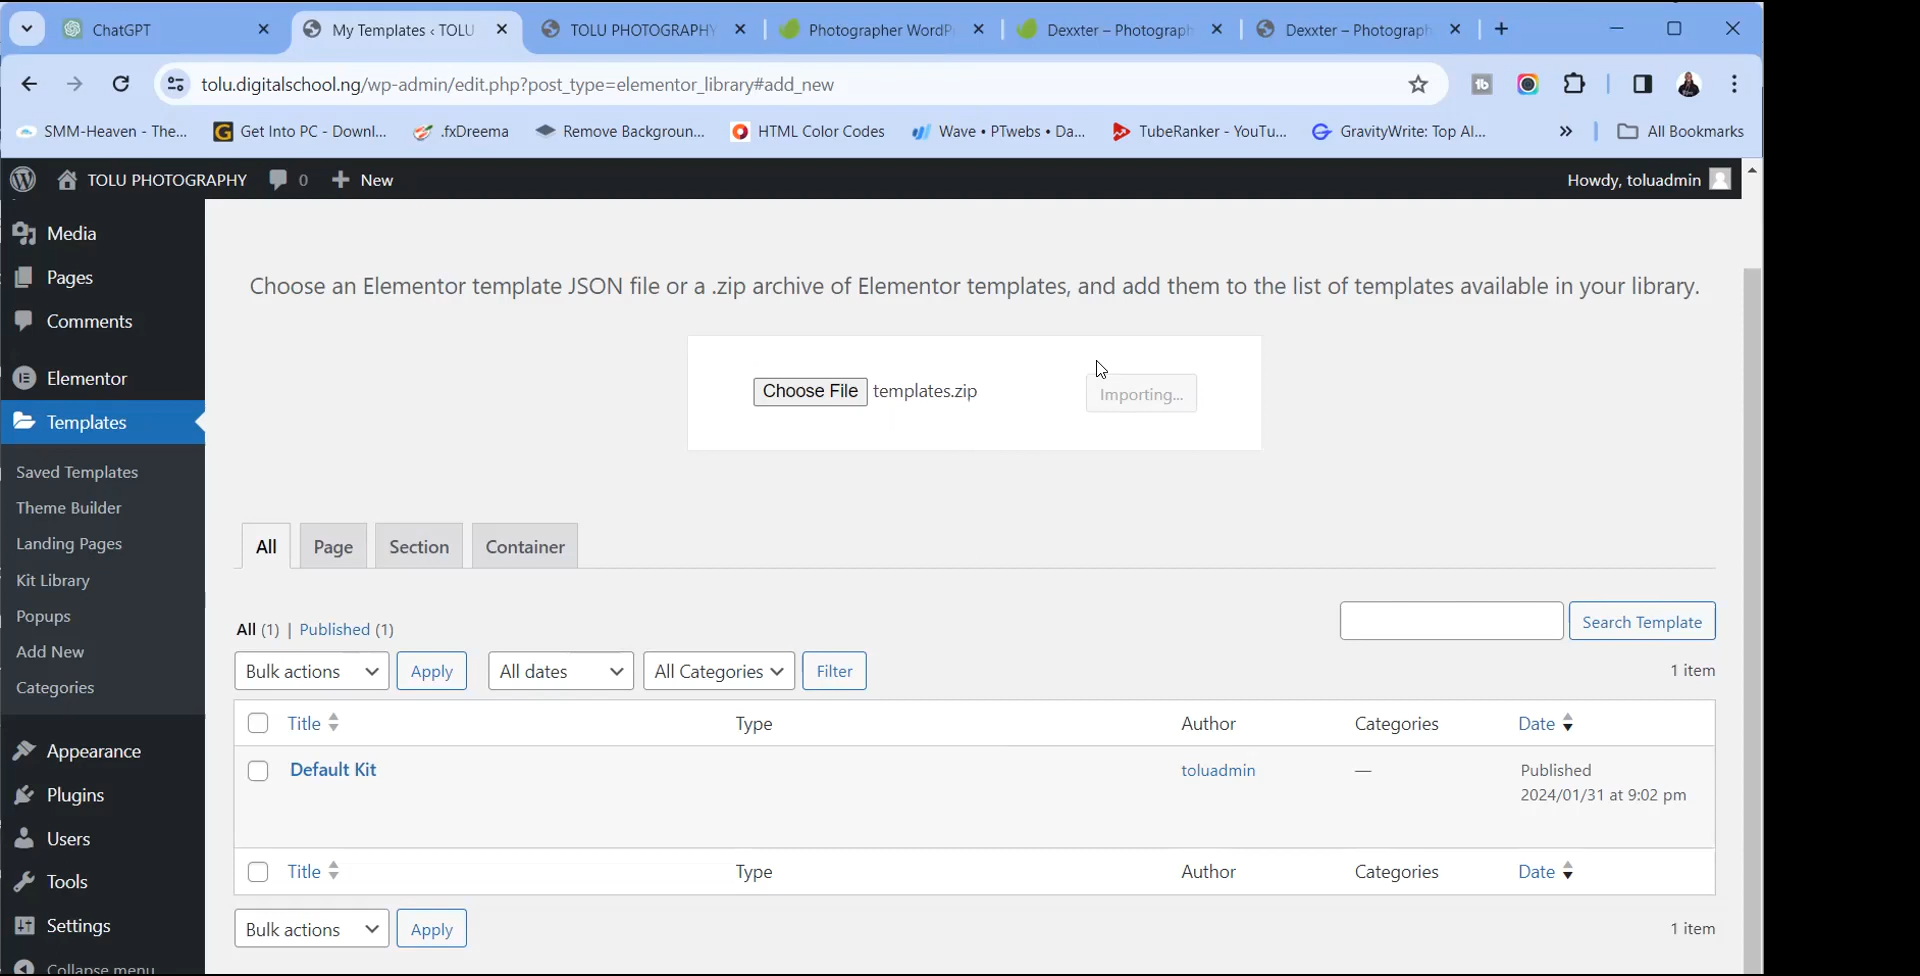 ChatGPT
My Templates ‹ TOLU
TOLU PHOTOGRAPHY
Photographer WordP
Dexxter – Photograph
Dexxter – Photograph
tolu.digitalschool.ng/wp-admin/edit.php?post_type=elementor_library#add_new
SMM-Heaven - The...
Get Into PC - Downl...
.fxDreema
Remove Backgroun...
HTML Color Codes
Wave • PTwebs • Da...
TubeRanker - YouTu...
GravityWrite: Top Al...
»
All Bookmarks
TOLU PHOTOGRAPHY
0
New
Howdy, toluadmin
Media
Pages
Comments
Elementor
Templates
Saved Templates
Theme Builder
Landing Pages
Kit Library
Popups
Add New
Categories
Appearance
Plugins
Users
Tools
Settings
Collapse menu
Choose an Elementor template JSON file or a .zip archive of Elementor templates, and add them to the list of templates available in your library.
Choose File templates.zip
Importing...
All
Page
Section
Container
All (1) | Published (1)
Search Template
Bulk actions
Apply
All dates
All Categories
Filter
1 item
Title
Type
Author
Categories
Date
Default Kit
toluadmin
—
Published
2024/01/31 at 9:02 pm
Title
Type
Author
Categories
Date
Bulk actions
Apply
1 item